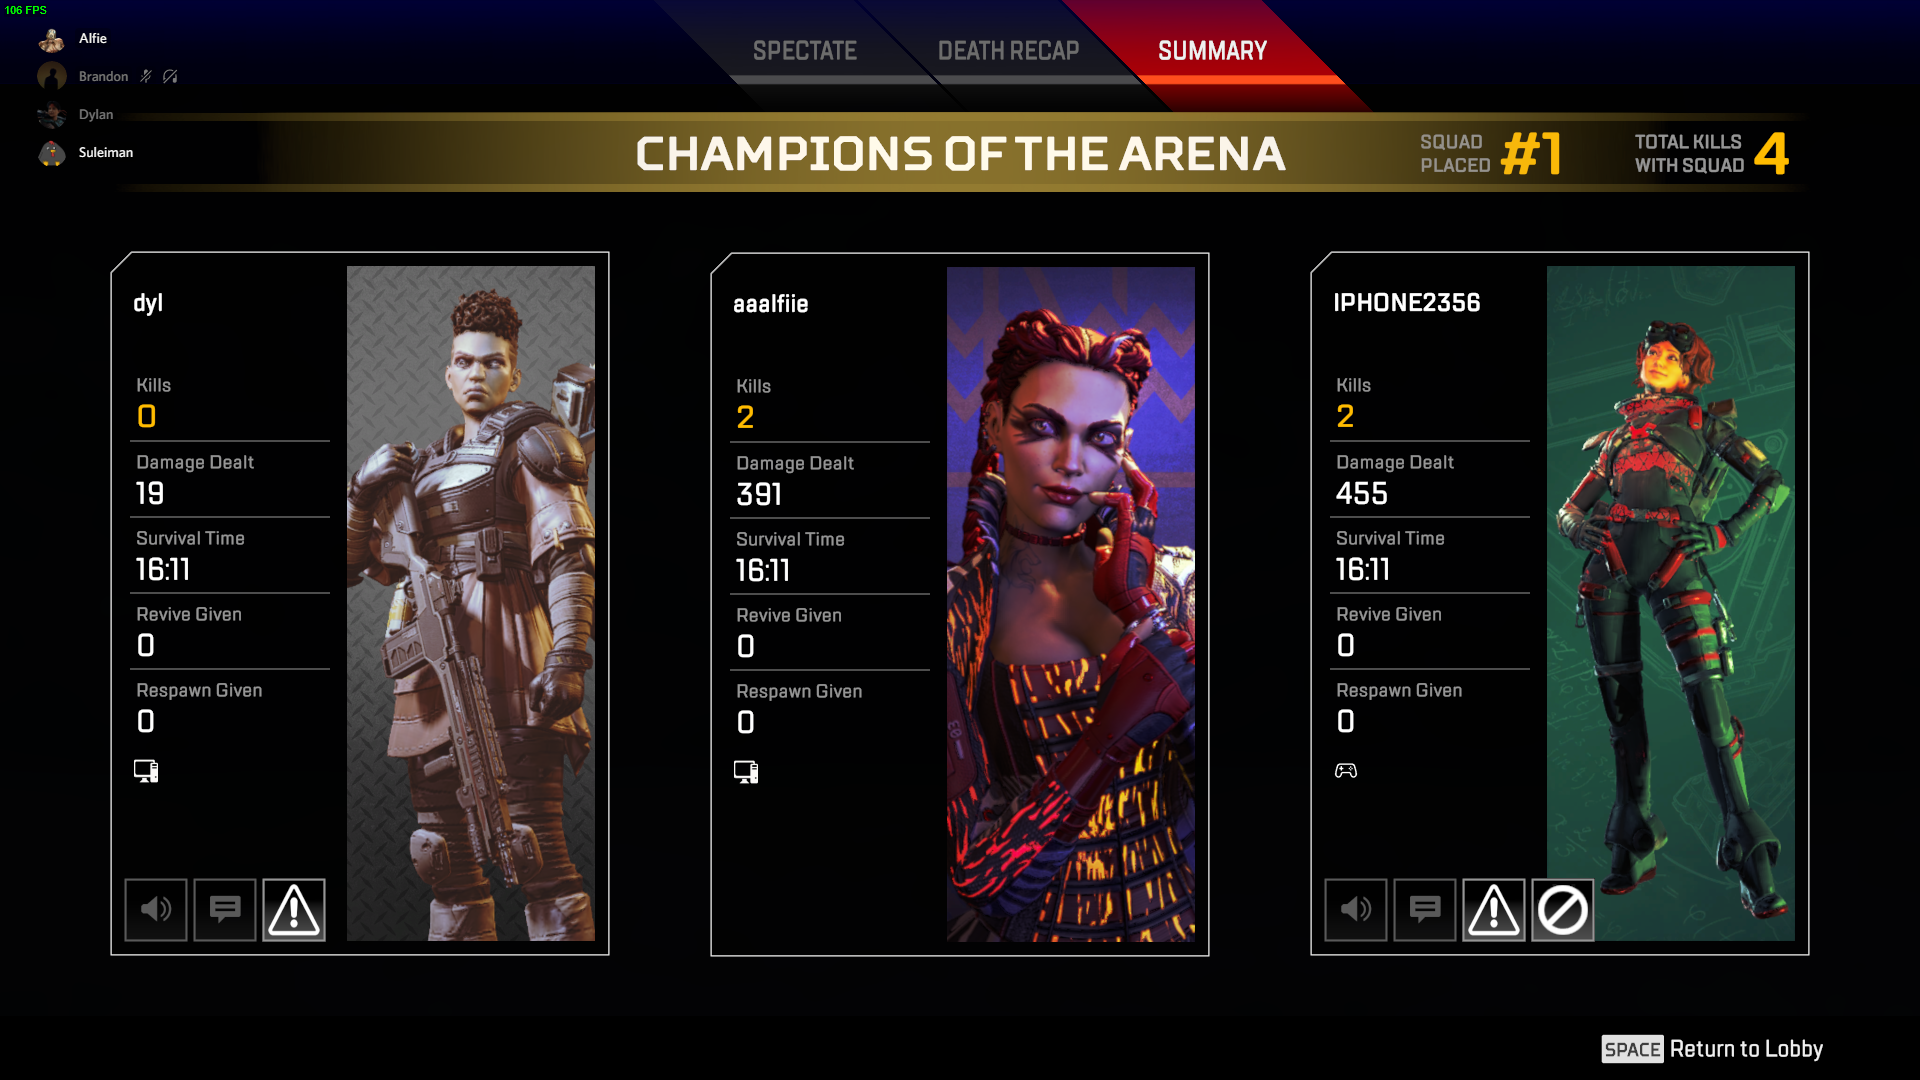 106 FPS
Alfie
Brandon
Dylan
Suleiman
SPECTATE
DEATH RECAP
SUMMARY
CHAMPIONS OF THE ARENA
SQUAD PLACED #1
TOTAL KILLS WITH SQUAD 4
dyl
Kills
0
Damage Dealt
19
Survival Time
16:11
Revive Given
0
Respawn Given
0
aaalfiie
Kills
2
Damage Dealt
391
Survival Time
16:11
Revive Given
0
Respawn Given
0
IPHONE2356
Kills
2
Damage Dealt
455
Survival Time
16:11
Revive Given
0
Respawn Given
0
SPACE Return to Lobby